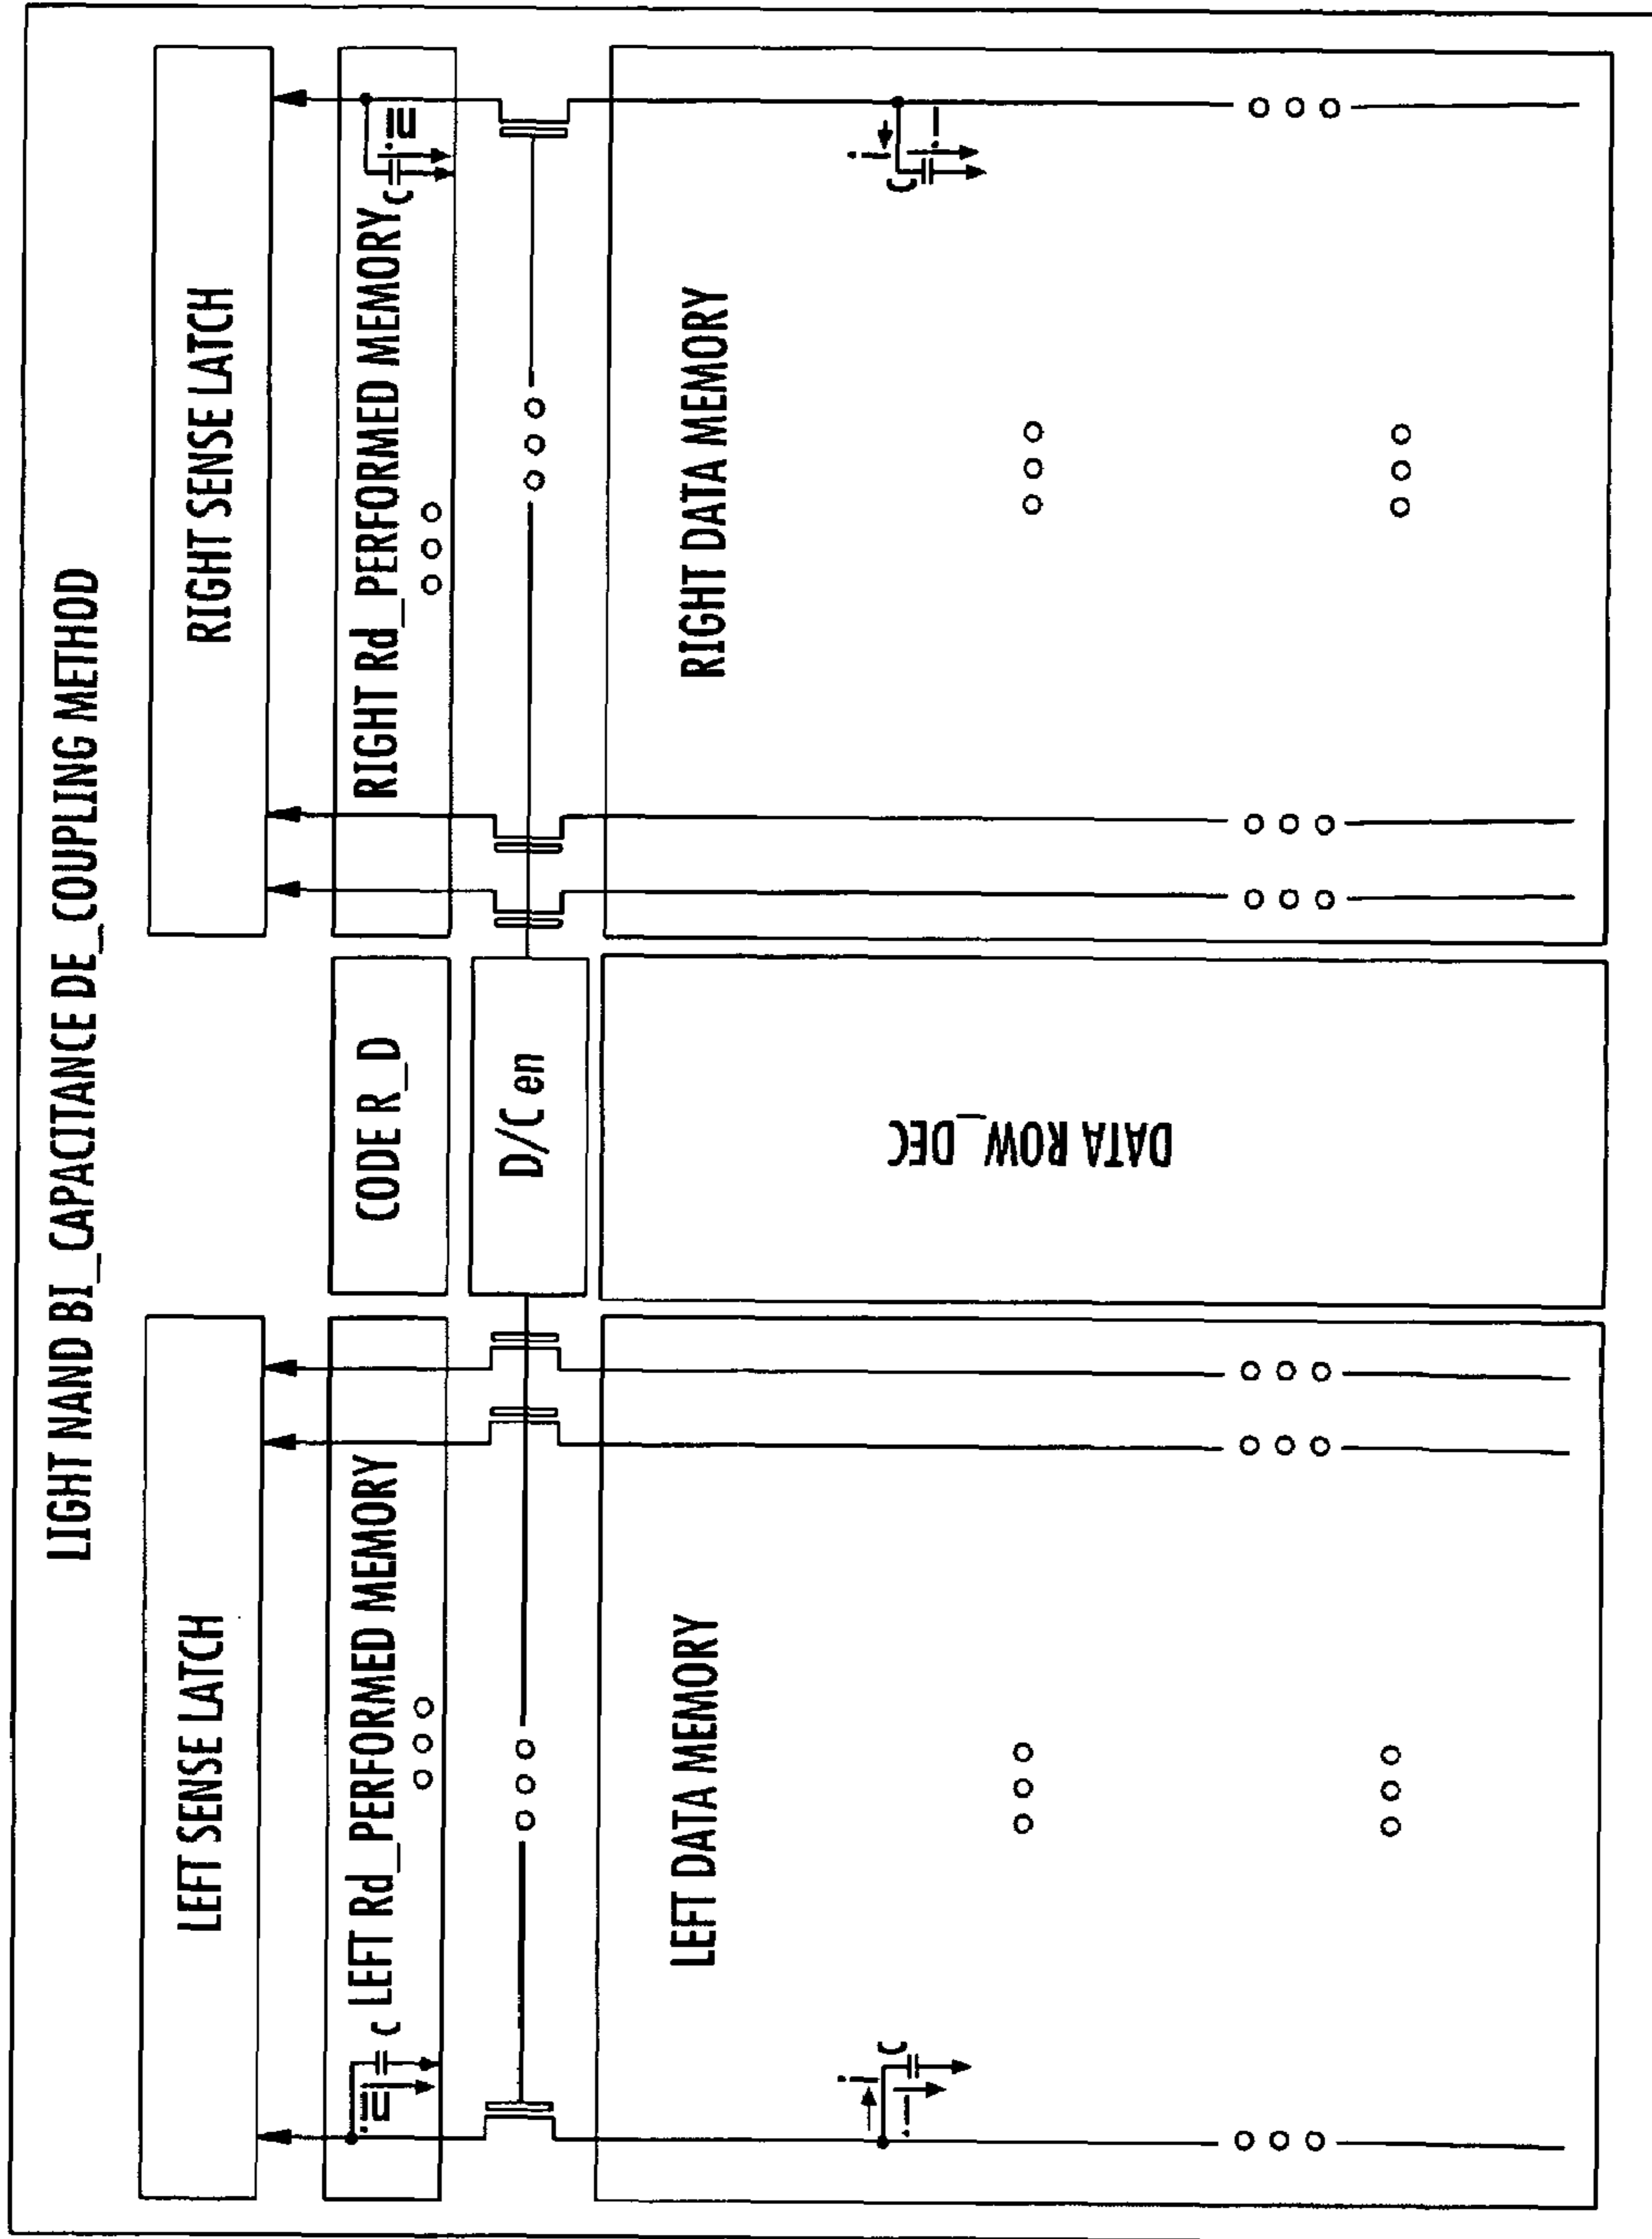 LIGHT NAND BI_CAPACITANCE DE_COUPLING METHOD
LEFT SENSE LATCH
RIGHT SENSE LATCH
C LEFT Rd_PERFORMED MEMORY
CODE R_D
RIGHT Rd_PERFORMED MEMORY C
D/C en
LEFT DATA MEMORY
DATA ROW_DEC
RIGHT DATA MEMORY
i
C
i
C